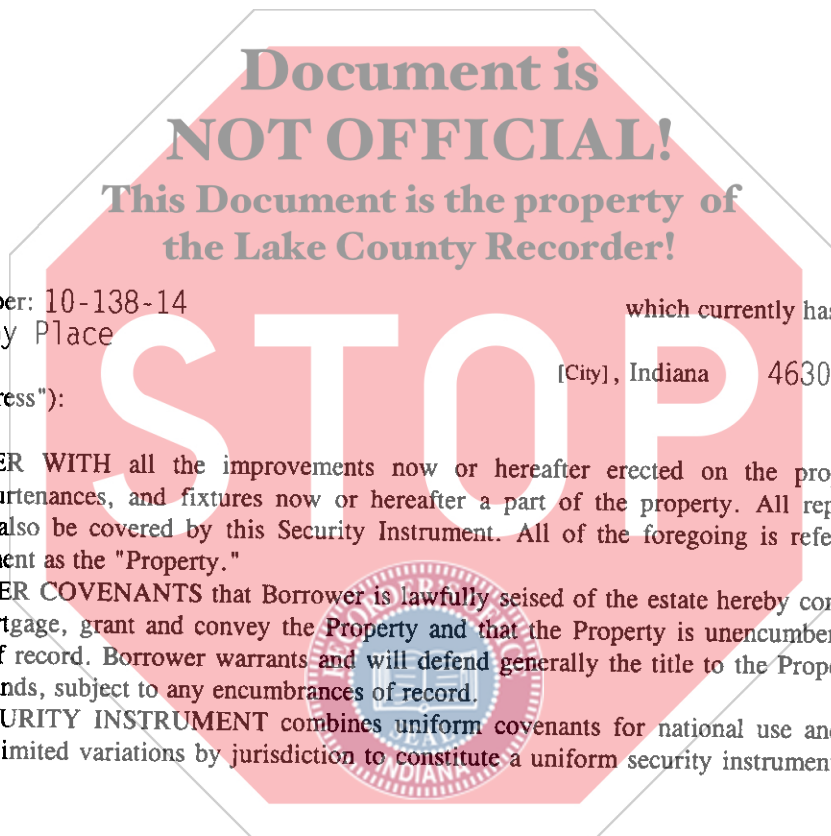 Document is
NOT OFFICIAL!
This Document is the property of
the Lake County Recorder!
10-138-14 which currently has
Place
[City], Indiana 4630
STOP
ress"):
ER WITH all the improvements now or hereafter erected on the pro
urtenances, and fixtures now or hereafter a part of the property. All rep
also be covered by this Security Instrument. All of the foregoing is refe
ent as the "Property."
ER COVENANTS that Borrower is lawfully seised of the estate hereby con
tgage, grant and convey the Property and that the Property is unencumber
f record. Borrower warrants and will defend generally the title to the Prope
nds, subject to any encumbrances of record.
URITY INSTRUMENT combines uniform covenants for national use and
imited variations by jurisdiction to constitute a uniform security instrumen
SEAL
INDIANA